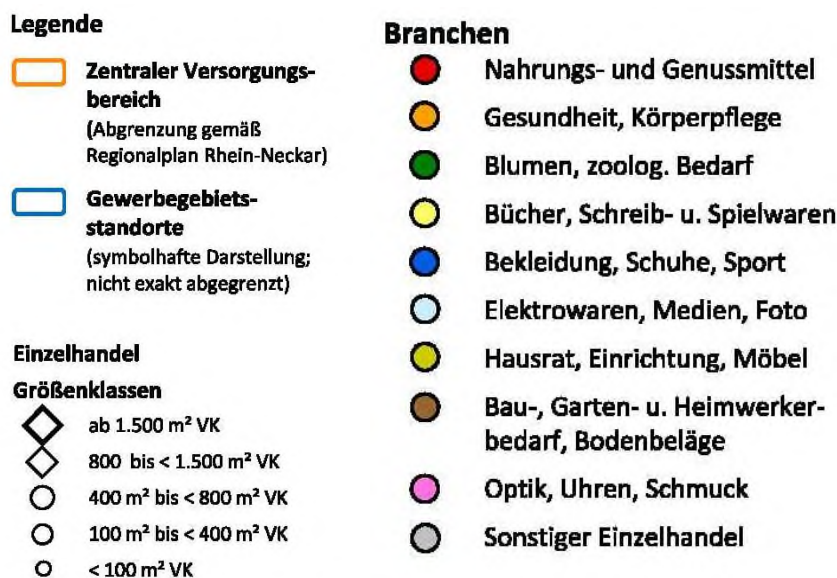 Legende
Zentraler Versorgungs-
bereich
(Abgrenzung gemäß
Regionalplan Rhein-Neckar)
Gewerbegebiets-
standorte
(symbolhafte Darstellung;
nicht exakt abgegrenzt)
Einzelhandel
Größenklassen
ab 1.500 m² VK
800 bis < 1.500 m² VK
400 m² bis < 800 m² VK
100 m² bis < 400 m² VK
< 100 m² VK
Branchen
Nahrungs- und Genussmittel
Gesundheit, Körperpflege
Blumen, zoolog. Bedarf
Bücher, Schreib- u. Spielwaren
Bekleidung, Schuhe, Sport
Elektrowaren, Medien, Foto
Hausrat, Einrichtung, Möbel
Bau-, Garten- u. Heimwerker-
bedarf, Bodenbeläge
Optik, Uhren, Schmuck
Sonstiger Einzelhandel